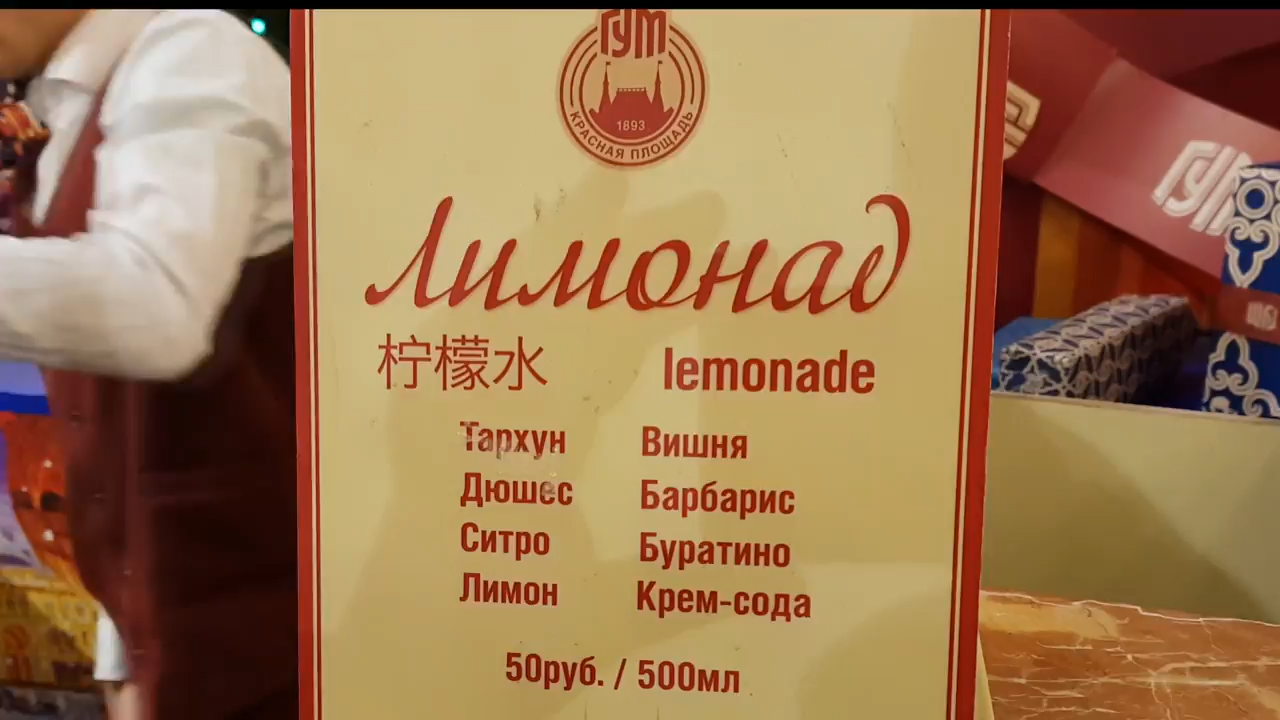 ГУМ
1893
КРАСНАЯ ПЛОЩАДЬ
Лимонад
柠檬水 lemonade
Тархун Вишня
Дюшес Барбарис
Ситро Буратино
Лимон Крем-сода
50руб. / 500мл
ГУМ